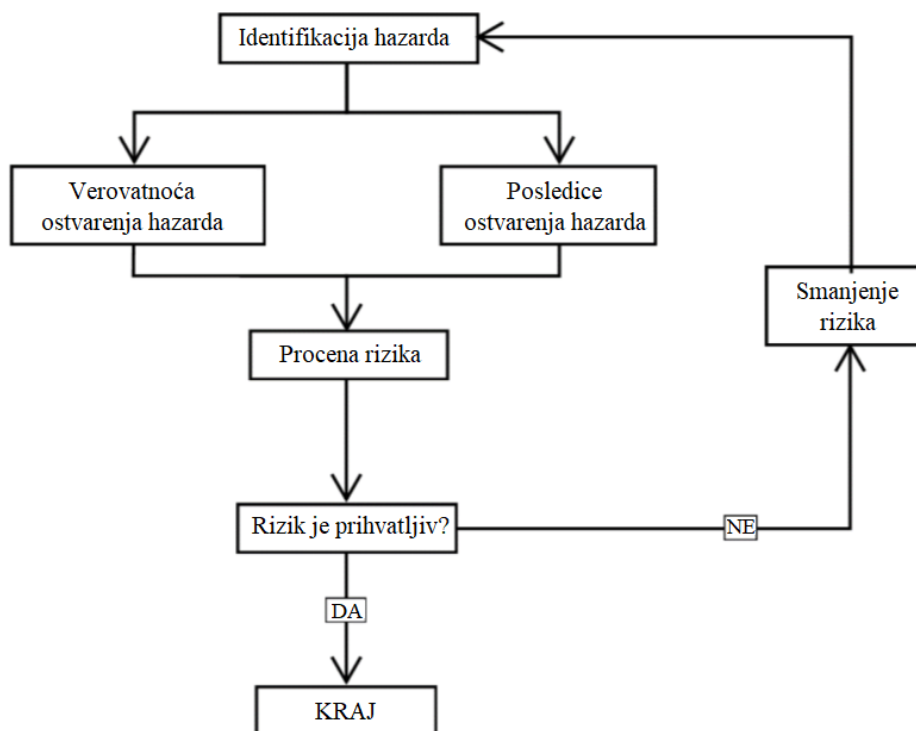 Identifikacija hazarda
Verovatnoća
ostvarenja hazarda
Posledice
ostvarenja hazarda
Smanjenje
rizika
Procena rizika
Rizik je prihvatljiv?
NE
DA
KRAJ